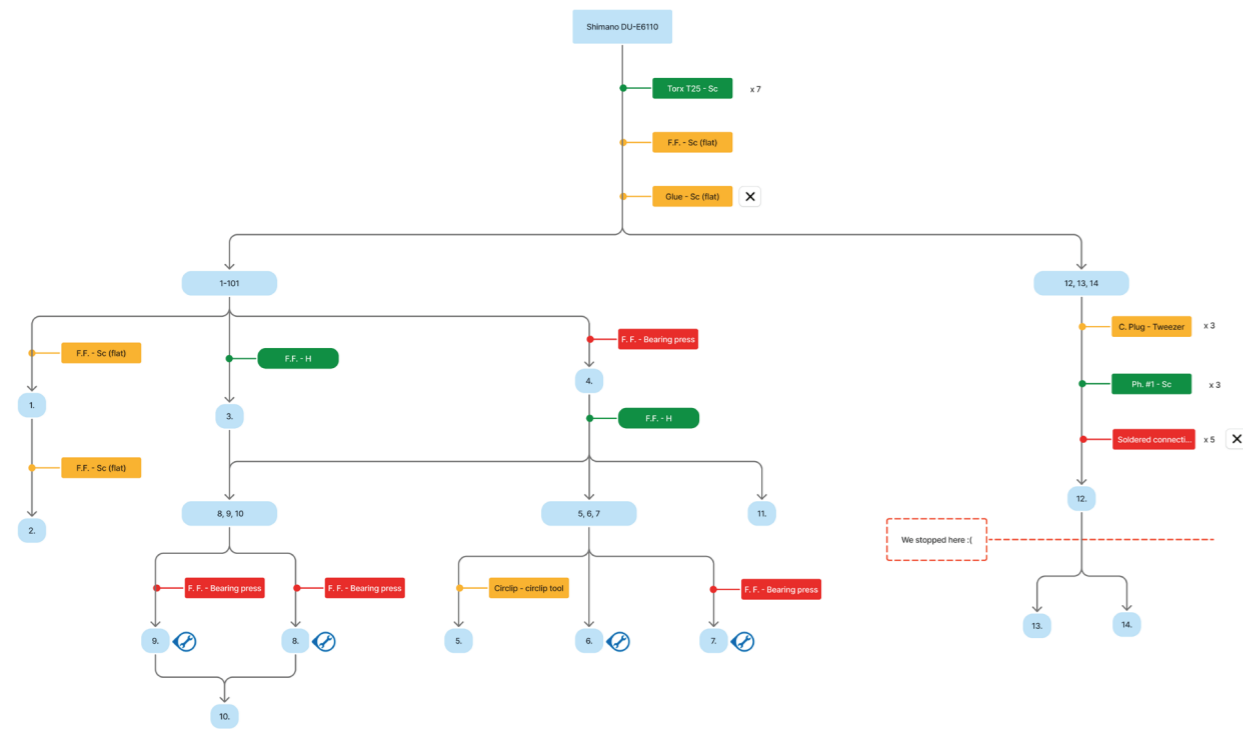 Shimano DU-E6110
Torx T25 - Sc x 7
F.F. - Sc (flat)
Glue - Sc (flat)
1-101
12, 13, 14
C. Plug - Tweezer x 3
F. F. - Bearing press
F.F. - Sc (flat)
F.F. - H
4.
Ph. #1 - Sc x 3
1.
3.
F.F. - H
Soldered connecti... x 5
F.F. - Sc (flat)
12.
8, 9, 10
5, 6, 7
11.
2.
We stopped here :(
F. F. - Bearing press
F. F. - Bearing press
Circlip - circlip tool
F. F. - Bearing press
13.
14.
9.
8.
5.
6.
7.
10.